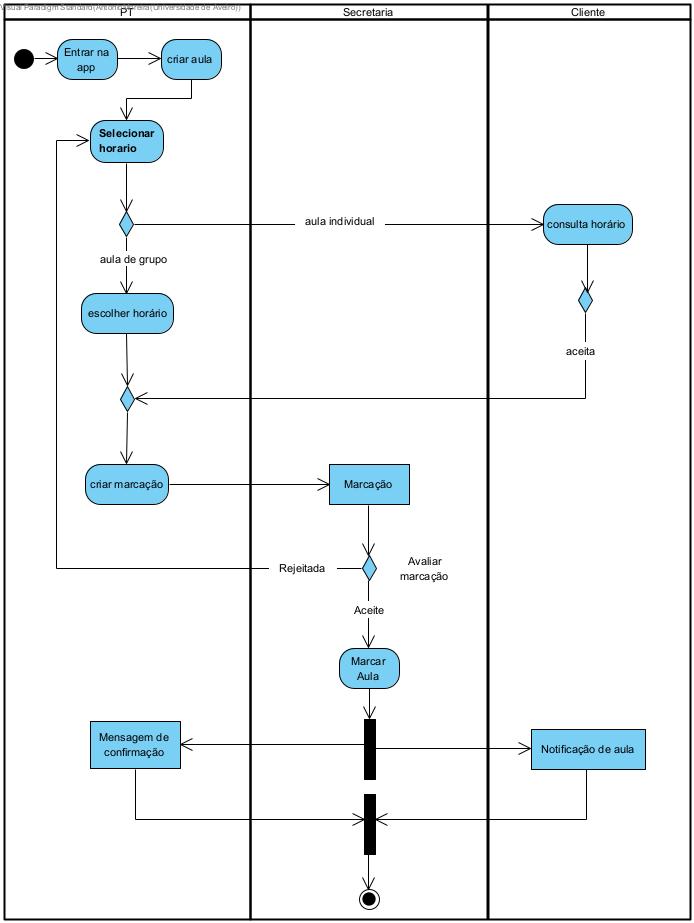 Visual Paradigm Standard(António Ferreira(Universidade de Aveiro))
PT
Secretaria
Cliente
Entrar na
app
criar aula
Selecionar
horario
aula individual
consulta horário
aula de grupo
escolher horário
aceita
criar marcação
Marcação
Rejeitada
Avaliar
marcação
Aceite
Marcar
Aula
Mensagem de
confirmação
Notificação de aula